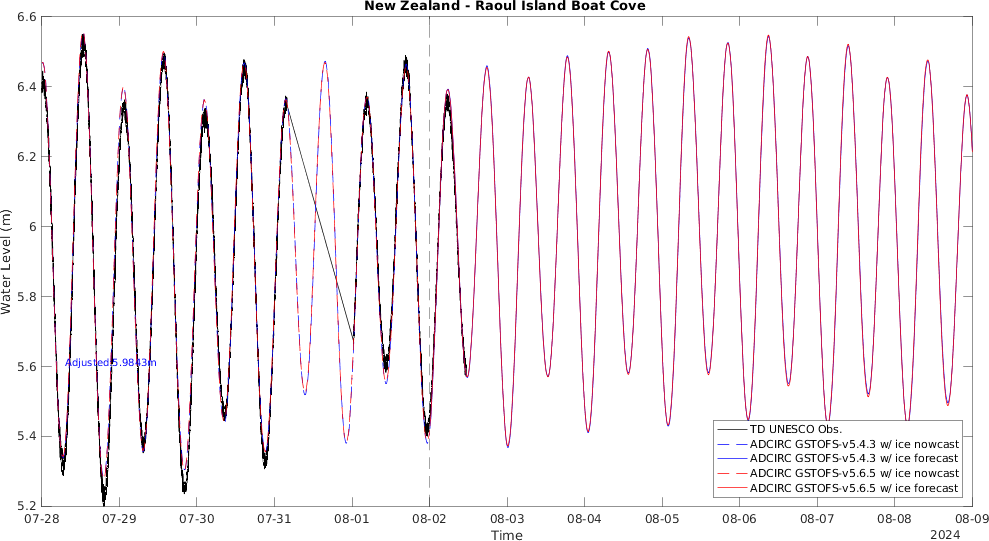 New Zealand - Raoul Island Boat Cove
6.6
6.4
6.2
6
5.8
5.6
5.4
5.2
Water Level (m)
Adjusted:5.9843m
TD UNESCO Obs.
ADCIRC GSTOFS-v5.4.3 w/ ice nowcast
ADCIRC GSTOFS-v5.4.3 w/ ice forecast
ADCIRC GSTOFS-v5.6.5 w/ ice nowcast
ADCIRC GSTOFS-v5.6.5 w/ ice forecast
07-28 07-29 07-30 07-31 08-01 08-02 08-03 08-04 08-05 08-06 08-07 08-08 08-09
Time
2024